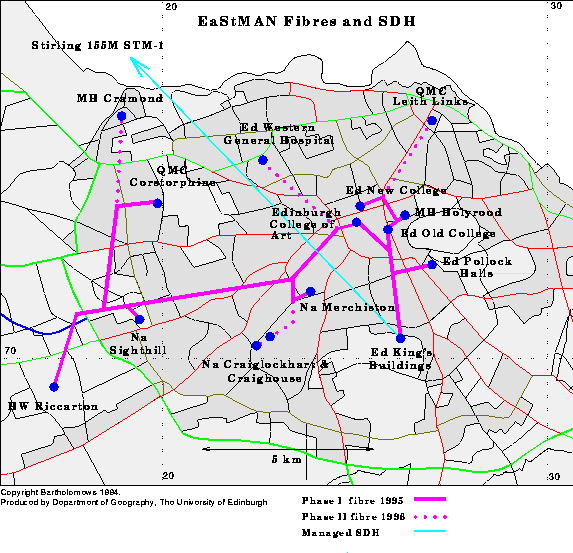 20
30
EaStMAN Fibres and SDH
Stirling 155M STM-1
MH Cramond
QMC
Leith Links
Ed Western
General Hospital
QMC
Corstorphine
Ed New College
Edinburgh
College of
Art
MH Holyrood
Ed Old College
Ed Pollock
Halls
Na Merchiston
Na
Sighthill
70
Na Craiglockhart &
Craighouse
Ed King's
Buildings
HW Riccarton
5 km
20
30
Copyright Bartholomews 1994.
Produced by Department of Geography, The University of Edinburgh
Phase I fibre 1995
Phase II fibre 1996
Managed SDH